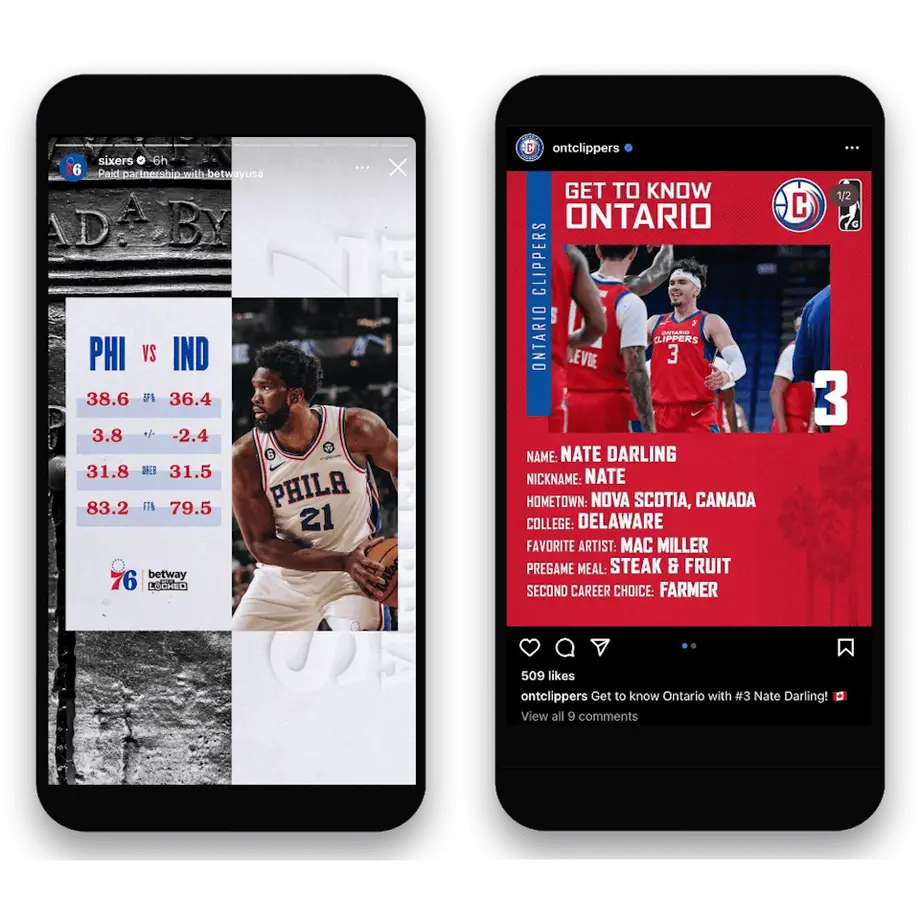 sixers 6h
Paid partnership with betwayusa
AD A By
PHI VS IND
38.6 3P% 36.4
3.8 +/- -2.4
31.8 DREB 31.5
83.2 FT% 79.5
76 betway
LOCKED
6
PHILA
21
ontclippers
GET TO KNOW
ONTARIO
C
1/2
G
ONTARIO CLIPPERS
ONTARIO
CLIPPERS
3
3
NAME: NATE DARLING
NICKNAME: NATE
HOMETOWN: NOVA SCOTIA, CANADA
COLLEGE: DELAWARE
FAVORITE ARTIST: MAC MILLER
PREGAME MEAL: STEAK & FRUIT
SECOND CAREER CHOICE: FARMER
509 likes
ontclippers Get to know Ontario with #3 Nate Darling! 🇨🇦
View all 9 comments